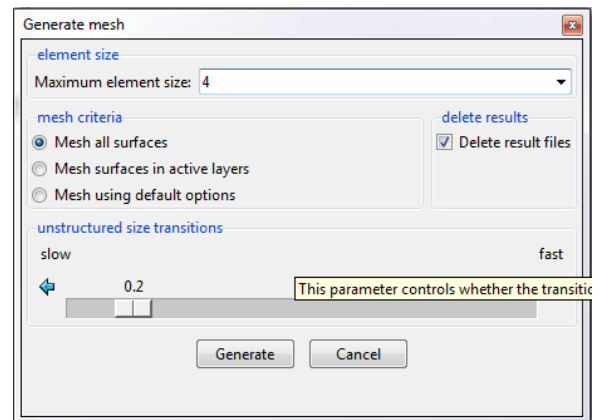 Generate mesh
element size
Maximum element size: 4
mesh criteria
Mesh all surfaces
Mesh surfaces in active layers
Mesh using default options
delete results
Delete result files
unstructured size transitions
slow
fast
0.2
This parameter controls whether the
Generate
Cancel